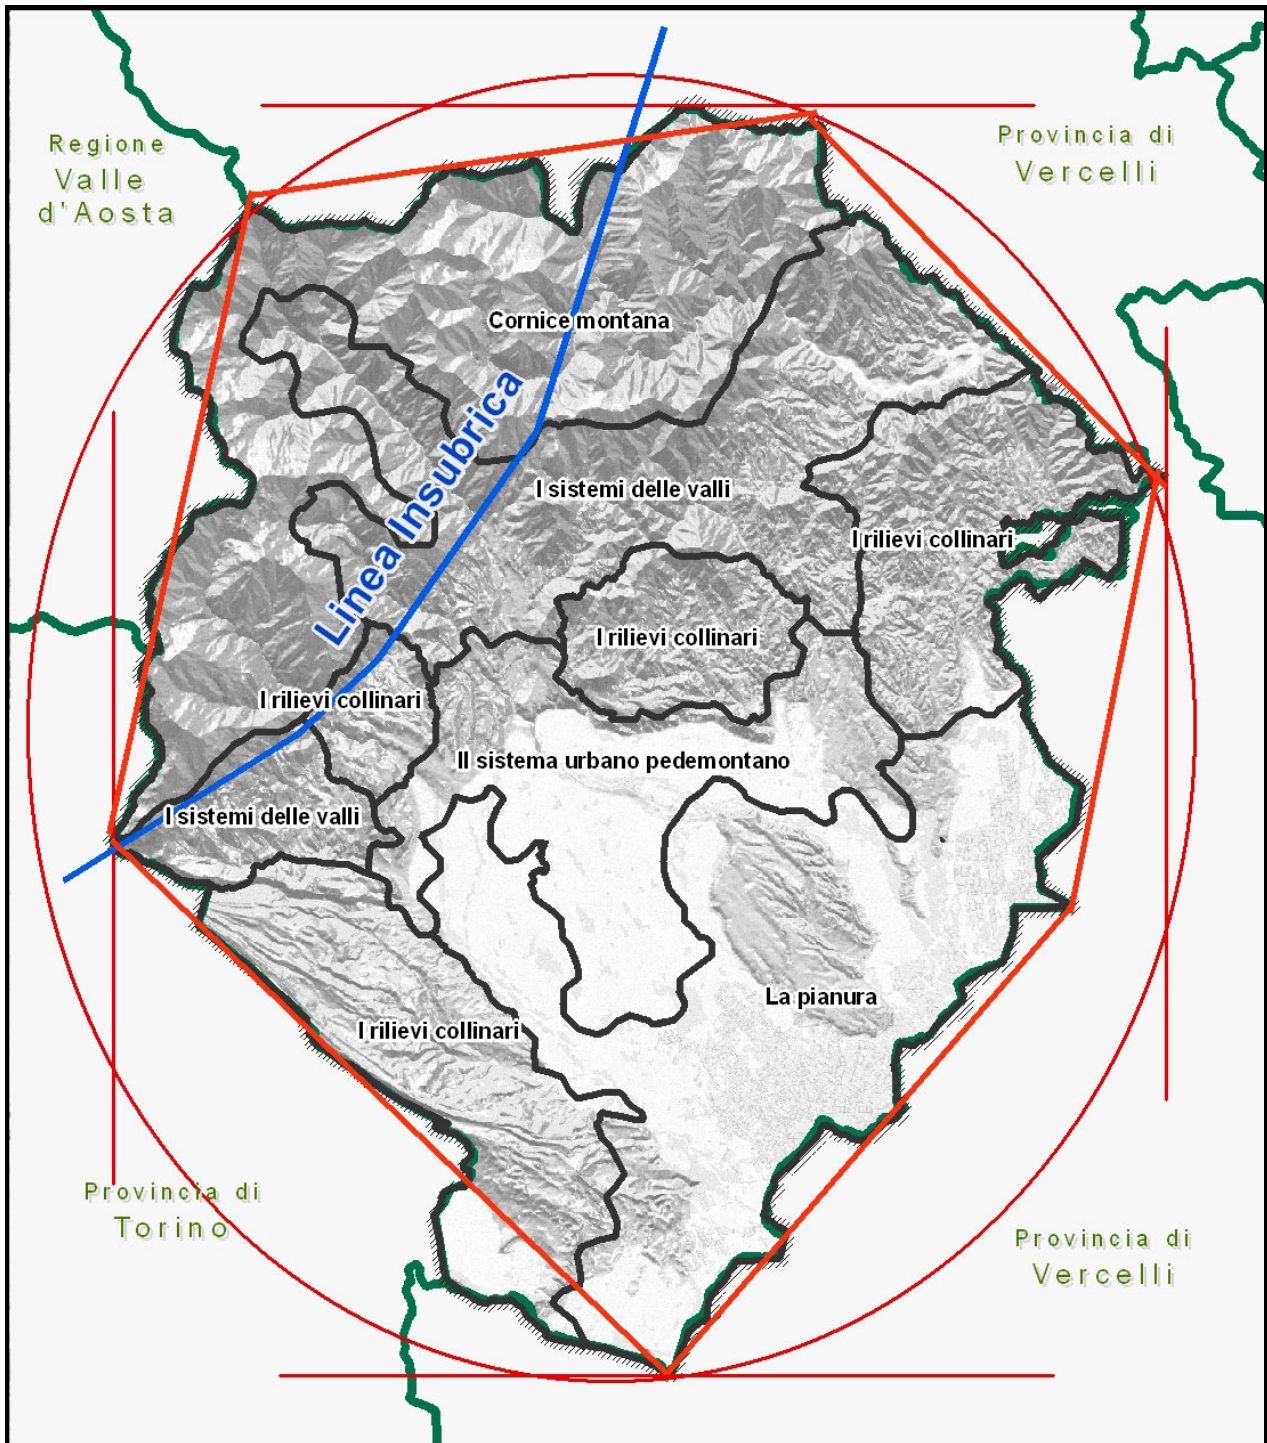 Regione
Valle
d'Aosta
Provincia di
Vercelli
Cornice montana
Linea Insubrica
I sistemi delle valli
I rilievi collinari
I rilievi collinari
I rilievi collinari
Il sistema urbano pedemontano
I sistemi delle valli
La pianura
I rilievi collinari
Provincia di
Torino
Provincia di
Vercelli